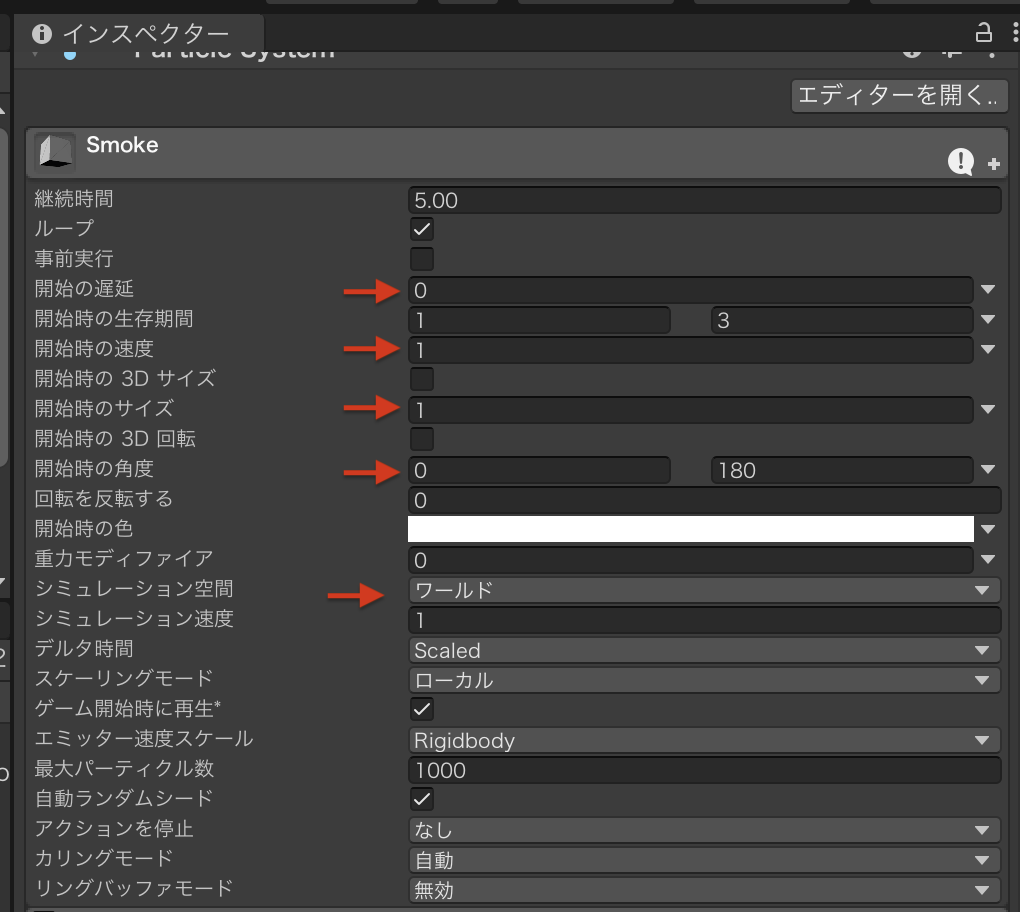 インスペクター
Particle System
エディターを開く..
Smoke
継続時間 5.00
ループ
事前実行
開始の遅延 0
開始時の生存期間 1 3
開始時の速度 1
開始時の 3D サイズ
開始時のサイズ 1
開始時の 3D 回転
開始時の角度 0 180
回転を反転する 0
開始時の色
重力モディファイア 0
シミュレーション空間 ワールド
シミュレーション速度 1
デルタ時間 Scaled
スケーリングモード ローカル
ゲーム開始時に再生*
エミッター速度スケール Rigidbody
最大パーティクル数 1000
自動ランダムシード
アクションを停止 なし
カリングモード 自動
リングバッファモード 無効